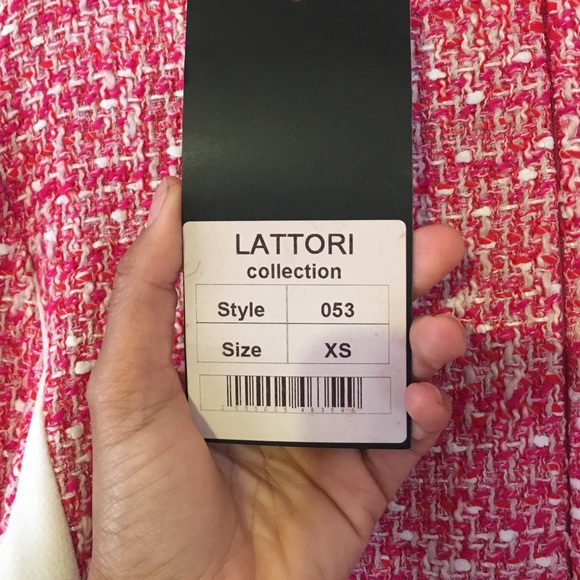 LATTORI
collection
Style 053
Size XS